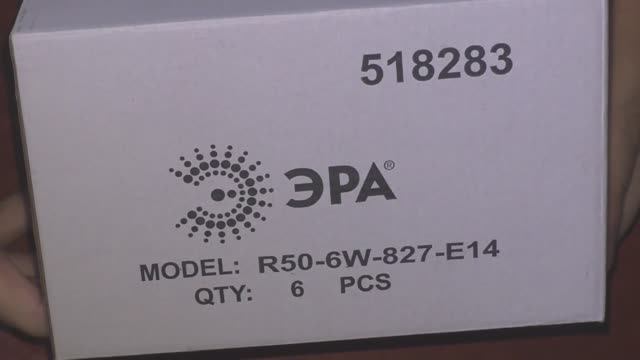 518283
ЭРА®
MODEL: R50-6W-827-E14
QTY: 6 PCS